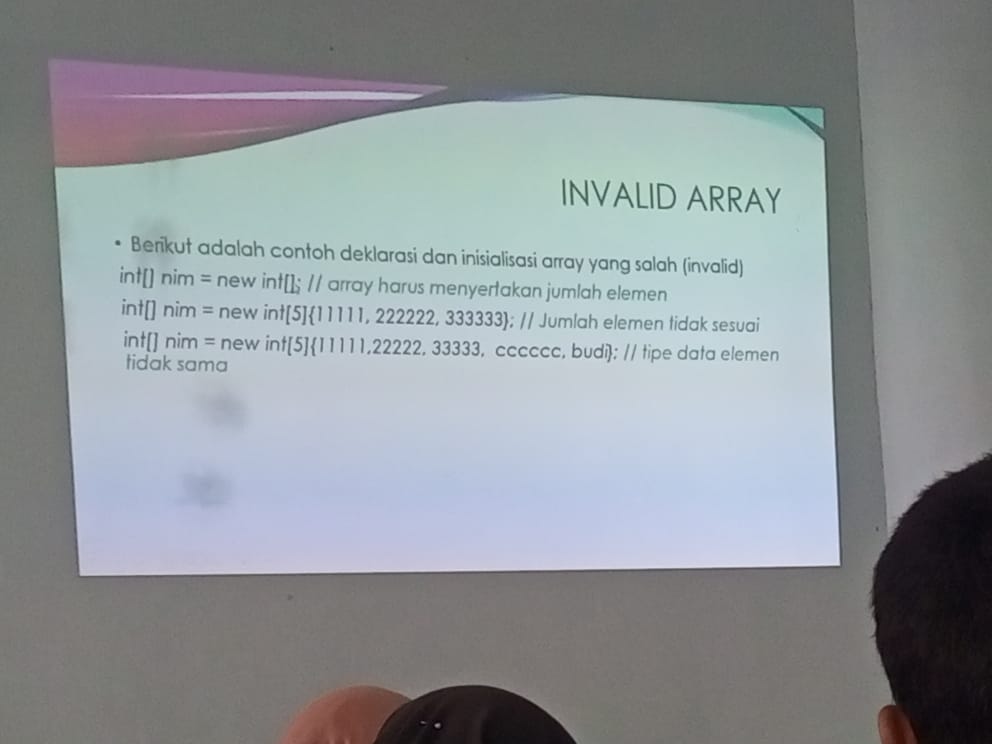 INVALID ARRAY
• Berikut adalah contoh deklarasi dan inisialisasi array yang salah (invalid)
int[] nim = new int[]; // array harus menyertakan jumlah elemen
int[] nim = new int[5]{11111, 222222, 333333}; // Jumlah elemen tidak sesuai
int[] nim = new int[5]{11111,22222, 33333, cccccc, budi}; // tipe data elemen
tidak sama